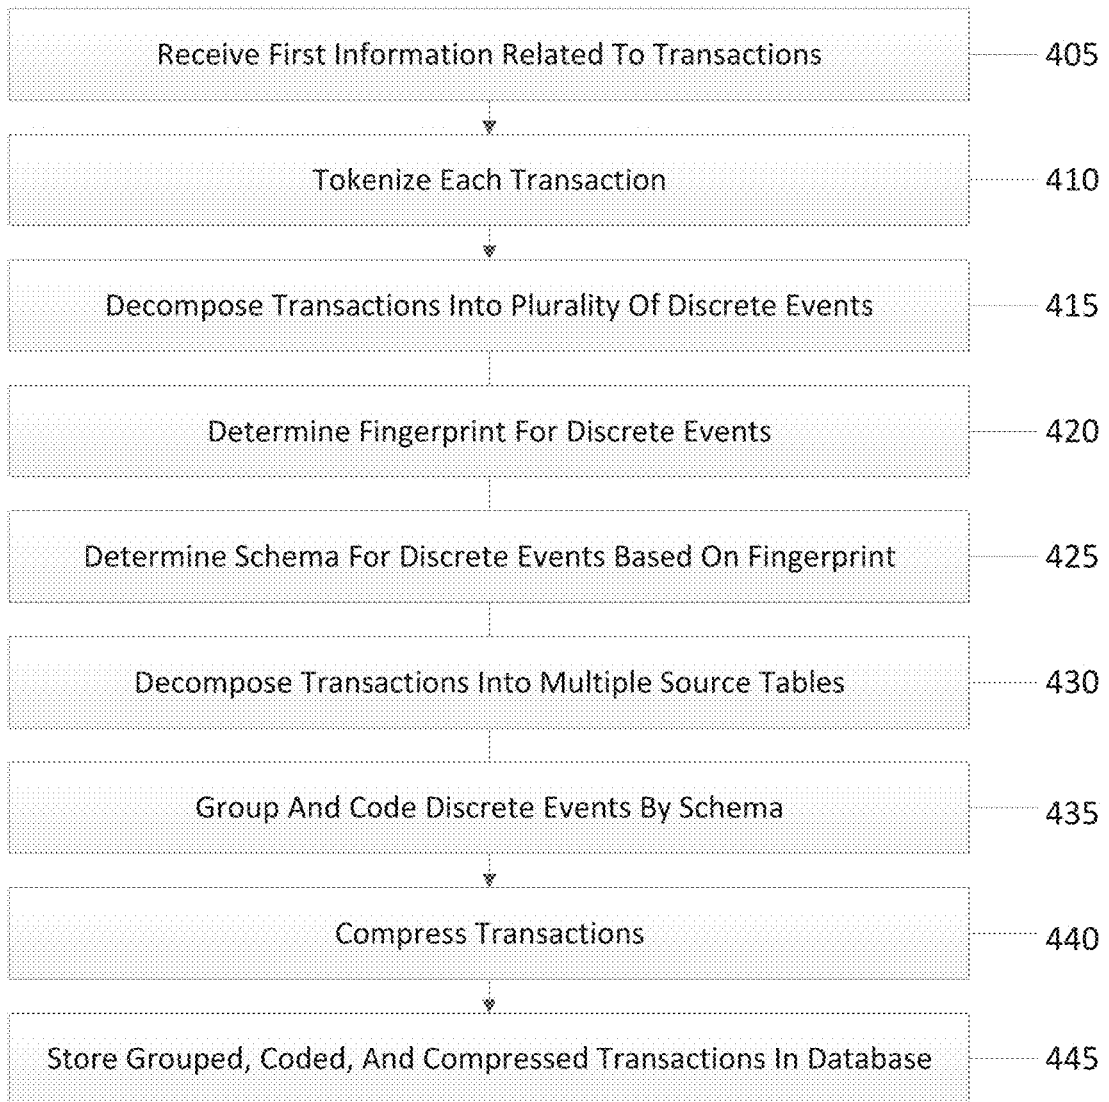 Receive First Information Related To Transactions 405
Tokenize Each Transaction 410
Decompose Transactions Into Plurality Of Discrete Events 415
Determine Fingerprint For Discrete Events 420
Determine Schema For Discrete Events Based On Fingerprint 425
Decompose Transactions Into Multiple Source Tables 430
Group And Code Discrete Events By Schema 435
Compress Transactions 440
Store Grouped, Coded, And Compressed Transactions In Database 445